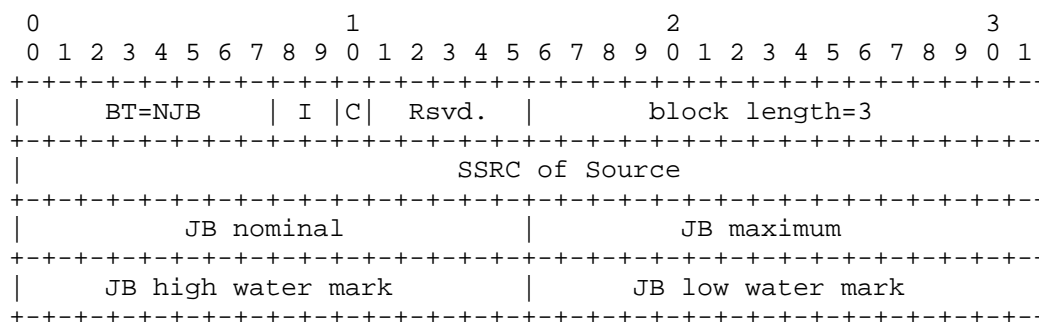 0                   1                   2                   3
 0 1 2 3 4 5 6 7 8 9 0 1 2 3 4 5 6 7 8 9 0 1 2 3 4 5 6 7 8 9 0 1
+-+-+-+-+-+-+-+-+-+-+-+-+-+-+-+-+-+-+-+-+-+-+-+-+-+-+-+-+-+-+-+--
|     BT=NJB    | I |C|  Rsvd.  |       block length=3
+-+-+-+-+-+-+-+-+-+-+-+-+-+-+-+-+-+-+-+-+-+-+-+-+-+-+-+-+-+-+-+--
|                           SSRC of Source
+-+-+-+-+-+-+-+-+-+-+-+-+-+-+-+-+-+-+-+-+-+-+-+-+-+-+-+-+-+-+-+--
|          JB nominal           |         JB maximum
+-+-+-+-+-+-+-+-+-+-+-+-+-+-+-+-+-+-+-+-+-+-+-+-+-+-+-+-+-+-+-+--
|     JB high water mark        |      JB low water mark
+-+-+-+-+-+-+-+-+-+-+-+-+-+-+-+-+-+-+-+-+-+-+-+-+-+-+-+-+-+-+-+--